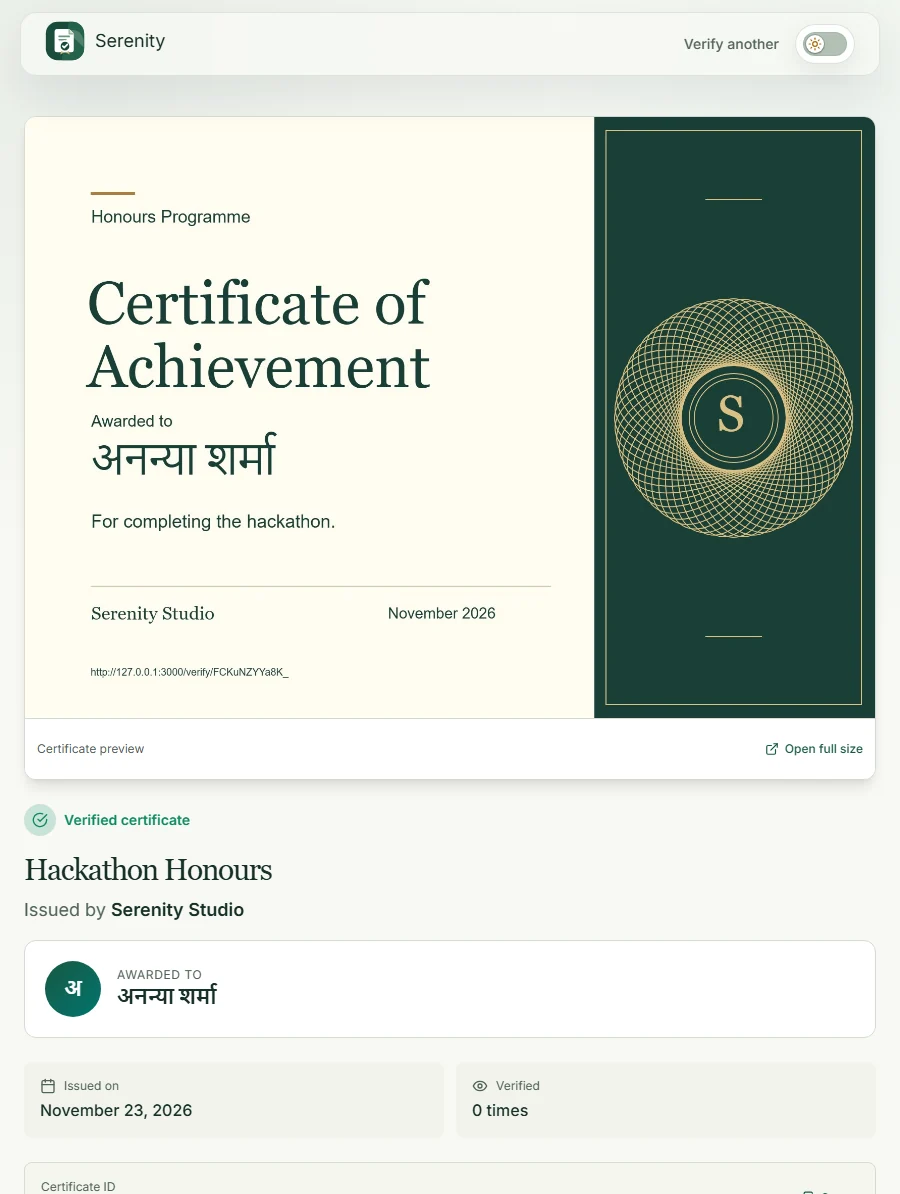 Serenity
Verify another
Honours Programme
Certificate of
Achievement
Awarded to
अनन्या शर्मा
For completing the hackathon.
Serenity Studio
November 2026
http://127.0.0.1:3000/verify/FCKuNZYYa8K_
S
Certificate preview
Open full size
Verified certificate
Hackathon Honours
Issued by Serenity Studio
अ
AWARDED TO
अनन्या शर्मा
Issued on
November 23, 2026
Verified
0 times
Certificate ID